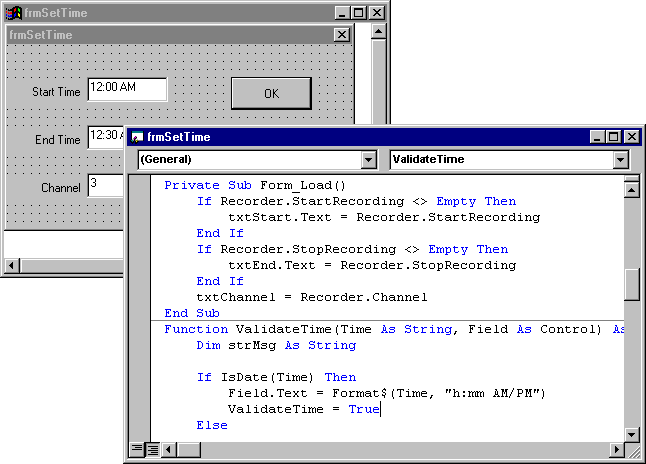 frmSetTime
frmSetTime
Start Time 12:00 AM OK
End Time 12:30
Channel 3
frmSetTime
(General) ValidateTime
Private Sub Form_Load()
    If Recorder.StartRecording <> Empty Then
        txtStart.Text = Recorder.StartRecording
    End If
    If Recorder.StopRecording <> Empty Then
        txtEnd.Text = Recorder.StopRecording
    End If
    txtChannel = Recorder.Channel
End Sub
Function ValidateTime(Time As String, Field As Control) As
    Dim strMsg As String
    If IsDate(Time) Then
        Field.Text = Format$(Time, "h:mm AM/PM")
        ValidateTime = True
    Else